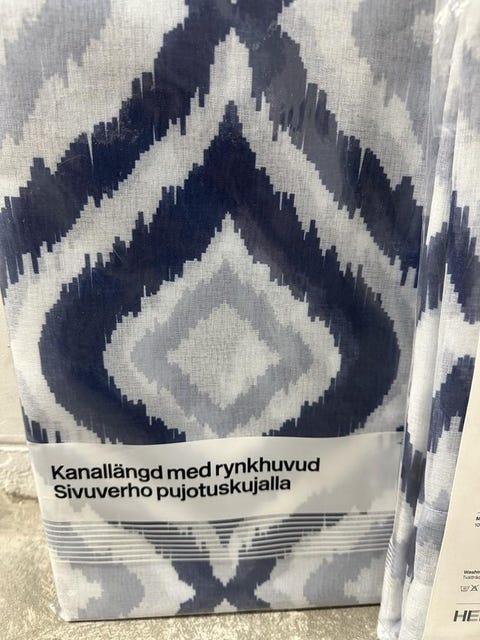 Kanallängd med rynkhuvud
Sivuverho pujotuskujalla